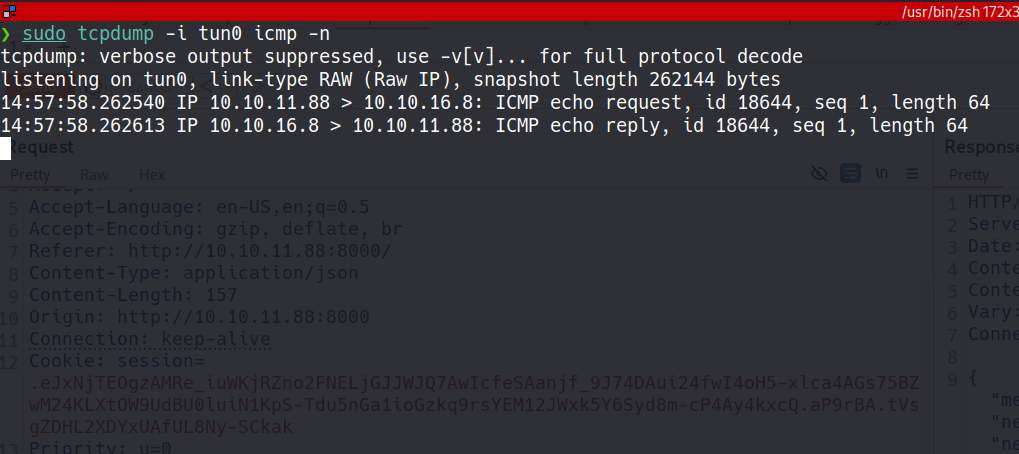 /usr/bin/zsh 172x3
❯ sudo tcpdump -i tun0 icmp -n
tcpdump: verbose output suppressed, use -v[v]... for full protocol decode
listening on tun0, link-type RAW (Raw IP), snapshot length 262144 bytes
14:57:58.262540 IP 10.10.11.88 > 10.10.16.8: ICMP echo request, id 18644, seq 1, length 64
14:57:58.262613 IP 10.10.16.8 > 10.10.11.88: ICMP echo reply, id 18644, seq 1, length 64
Request
Response
Pretty Raw Hex \n
Pretty
5 Accept-Language: en-US,en;q=0.5
6 Accept-Encoding: gzip, deflate, br
7 Referer: http://10.10.11.88:8000/
8 Content-Type: application/json
9 Content-Length: 157
10 Origin: http://10.10.11.88:8000
11 Connection: keep-alive
12 Cookie: session=
.eJxNjTEOgzAMRe_iuWKjRZno2FNELjGJJWJQ7AwIcfeSAanjf_9J74DAui24fwI4oH5-xlca4AGs75BZ
wM24KLXtOW9UdBU0luiN1KpS-Tdu5nGa1ioGzkq9rsYEM12JWxk5Y6Syd8m-cP4Ay4kxcQ.aP9rBA.tVs
gZDHL2XDYxUAfUL8Ny-SCkak
13 Priority: u=0
1 HTTP/
2 Serve
3 Date:
4 Conte
5 Conte
6 Vary:
7 Conne
8
9 {
"me
"ne
"ne